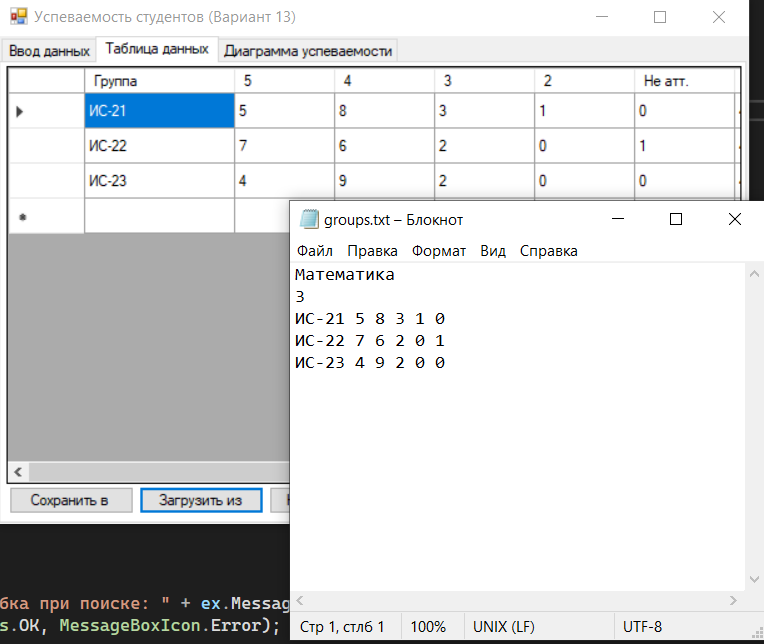 Успеваемость студентов (Вариант 13)
Ввод данных Таблица данных Диаграмма успеваемости
Группа 5 4 3 2 Не атт.
ИС-21 5 8 3 1 0
ИС-22 7 6 2 0 1
ИС-23 4 9 2 0 0
Сохранить в Загрузить из
groups.txt – Блокнот
Файл Правка Формат Вид Справка
Математика
3
ИС-21 5 8 3 1 0
ИС-22 7 6 2 0 1
ИС-23 4 9 2 0 0
Стр 1, стлб 1 100% UNIX (LF) UTF-8
бка при поиске: " + ex.Messag
s.OK, MessageBoxIcon.Error);